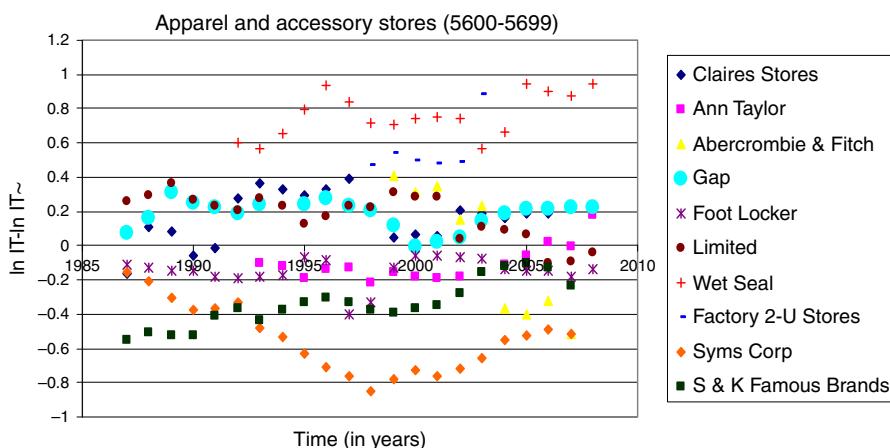 Apparel and accessory stores (5600-5699)
ln IT-ln IT~
1.2
1
0.8
0.6
0.4
0.2
0
−0.2
−0.4
−0.6
−0.8
−1
1985
1990
1995
2000
2005
2010
Time (in years)
Claires Stores
Ann Taylor
Abercrombie & Fitch
Gap
Foot Locker
Limited
Wet Seal
Factory 2-U Stores
Syms Corp
S & K Famous Brands